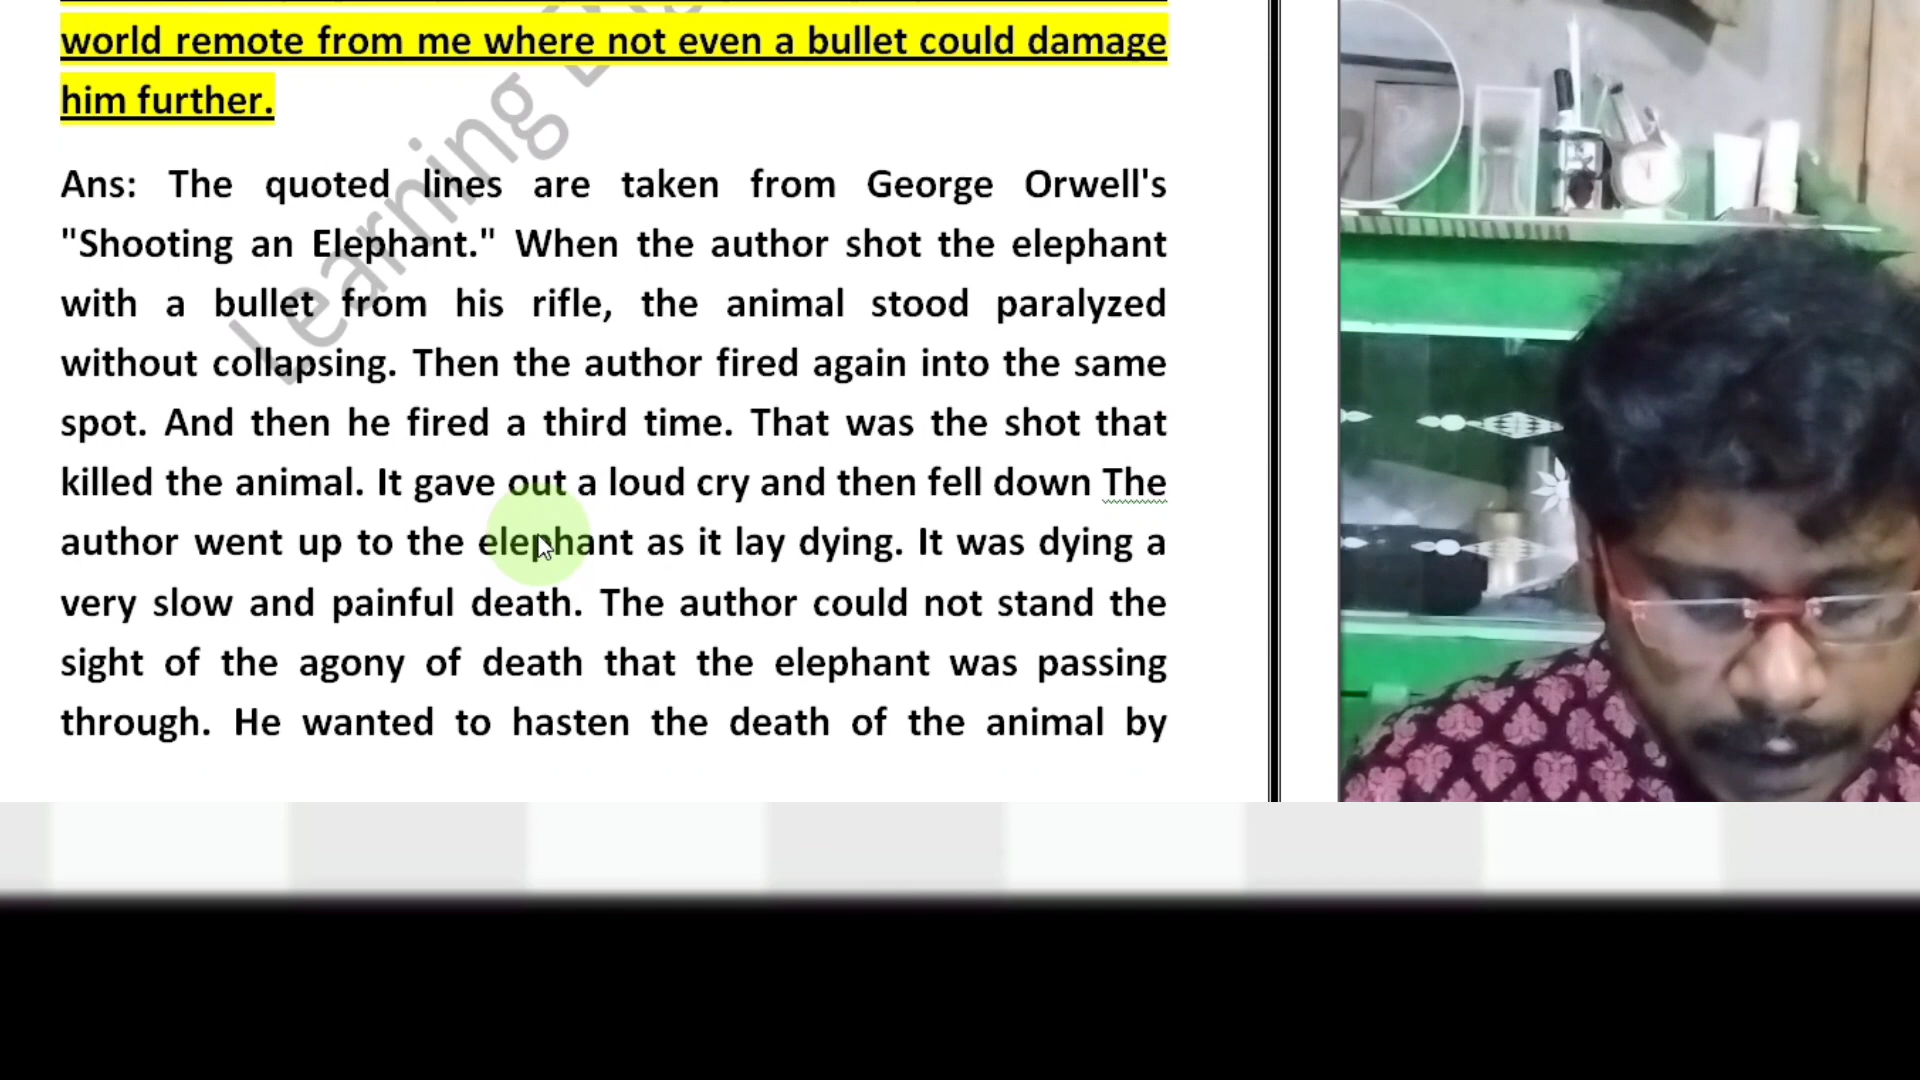 world remote from me where not even a bullet could damage
him further.
Ans: The quoted lines are taken from George Orwell's
"Shooting an Elephant." When the author shot the elephant
with a bullet from his rifle, the animal stood paralyzed
without collapsing. Then the author fired again into the same
spot. And then he fired a third time. That was the shot that
killed the animal. It gave out a loud cry and then fell down The
author went up to the elephant as it lay dying. It was dying a
very slow and painful death. The author could not stand the
sight of the agony of death that the elephant was passing
through. He wanted to hasten the death of the animal by
Learning